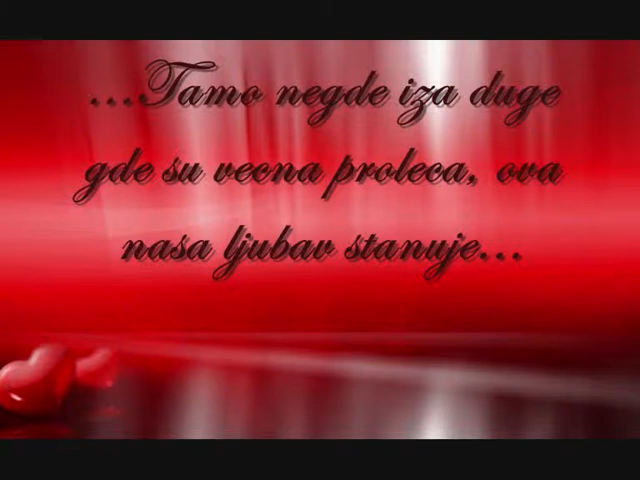 ...Tamo negde iza duge
gde su vecna proleca, ova
nasa ljubav stanuje...